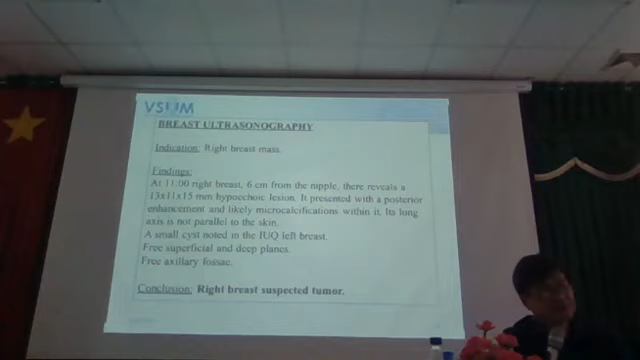 VSUM
BREAST ULTRASONOGRAPHY
Indication: Right breast mass.
Findings:
At 11:00 right breast, 6 cm from the nipple, there reveals a
13x11x15 mm hypoechoic lesion. It presented with a posterior
enhancement and likely microcalcifications within it. Its long
axis is not parallel to the skin.
A small cyst noted in the IUQ left breast.
Free superficial and deep planes.
Free axillary fossae.
Conclusion: Right breast suspected tumor.